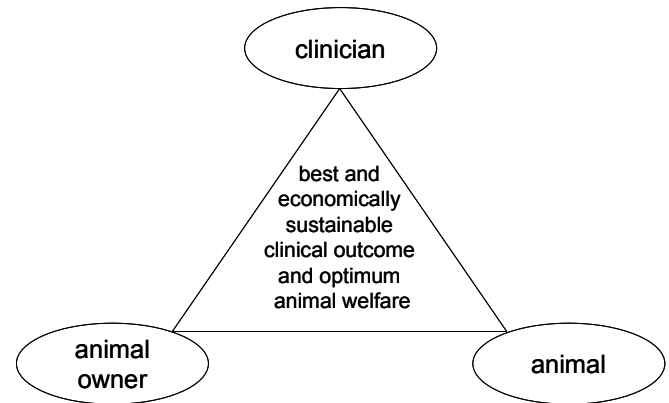 clinician
best and
economically
sustainable
clinical outcome
and optimum
animal welfare
animal
owner
animal